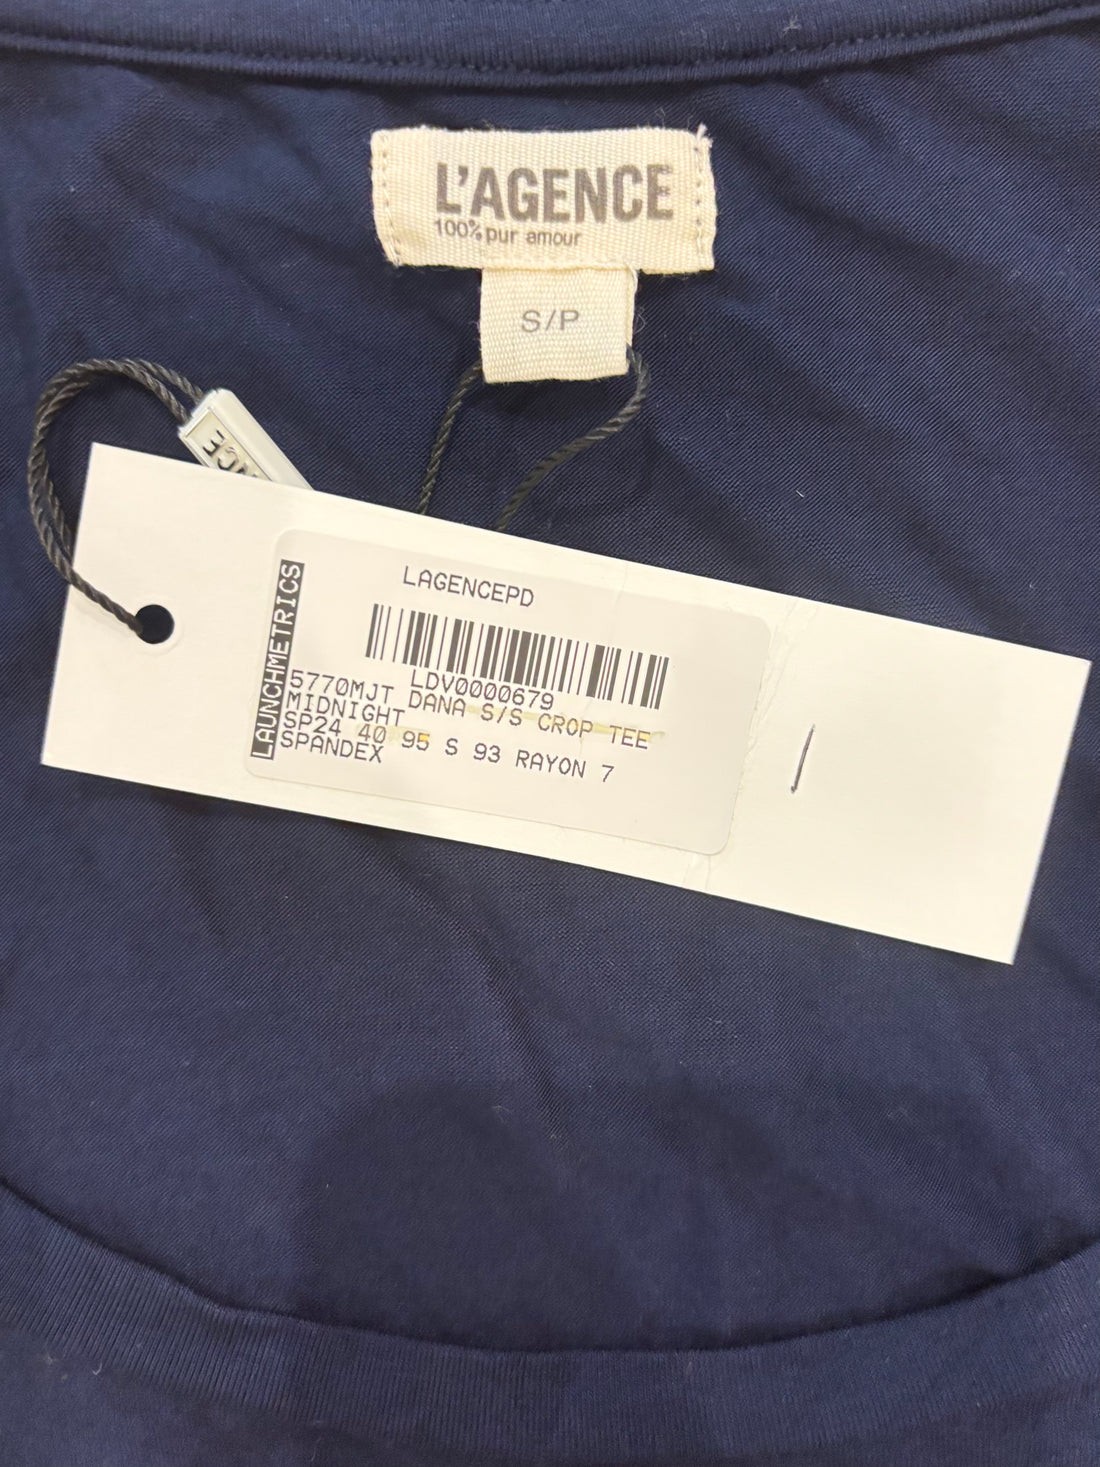 L'AGENCE
100% pur amour
S/P
LAUNCHMETRICS
LAGENCEPD
LDV0000679
5770MJT DANA S/S CROP TEE
MIDNIGHT
SP24 40 95 S 93 RAYON 7
SPANDEX